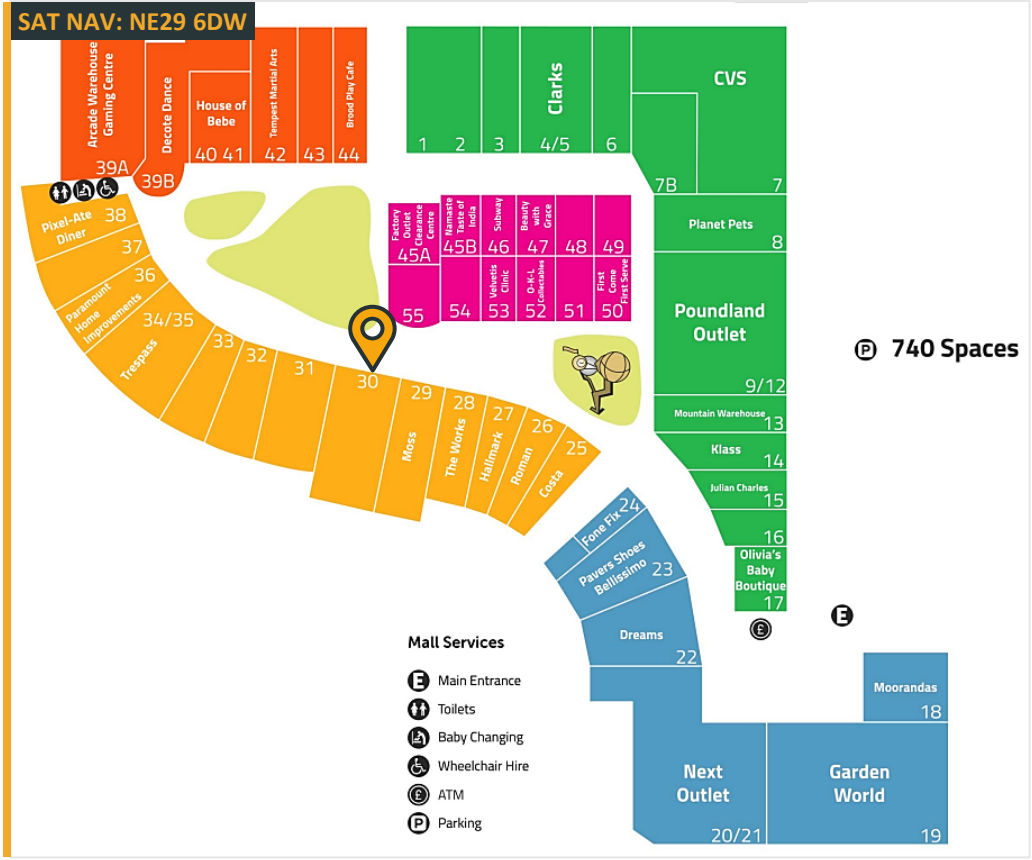 SAT NAV: NE29 6DW
Arcade Warehouse
Gaming Centre
39A
Decote Dance
39B
House of
Bebe
40 41
Tempest Martial Arts
42
43
Brood Play Cafe
44
1
2
3
Clarks
4/5
6
CVS
7B
7
Planet Pets
8
Poundland
Outlet
9/12
Mountain Warehouse
13
Klass
14
Julian Charles
15
16
Olivia's
Baby
Boutique
17
£
E
P 740 Spaces
Factory
Outlet
Clearance
Centre
45A
Namaste
Taste of
India
45B
Subway
46
Beauty
with
Grace
47
48
49
55
54
Velvetis
Clinic
53
O-K-L
Collectables
52
51
First
Come
First Serve
50
Pixel-Ate
Diner
38
37
36
Paramount
Home
Improvements
34/35
Trespass
33
32
31
30
29
Moss
28
The Works
27
Hallmark
26
Roman
25
Costa
24
Fone Fix
Pavers Shoes
Bellissimo
23
Dreams
22
Moorandas
18
Next
Outlet
20/21
Garden
World
19
Mall Services
E Main Entrance
Toilets
Baby Changing
Wheelchair Hire
£ ATM
P Parking